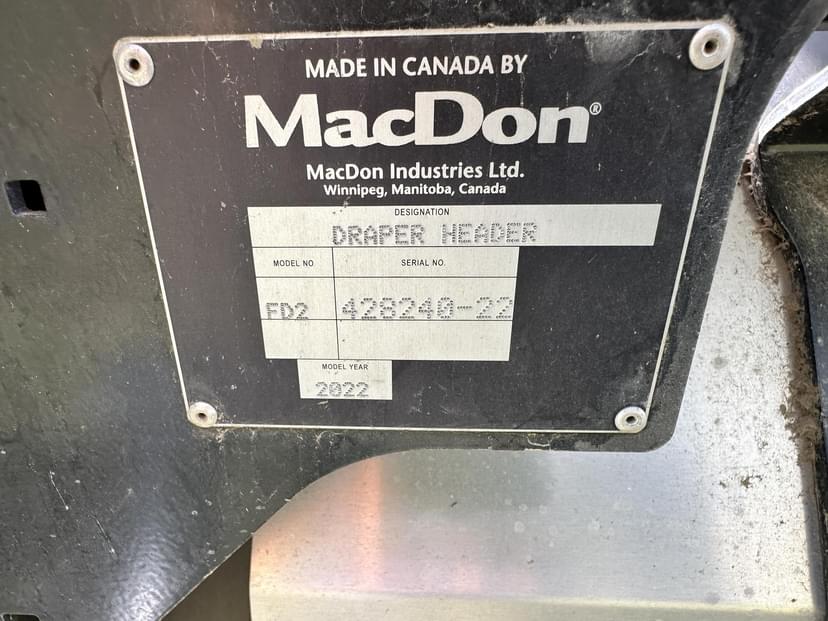 MADE IN CANADA BY
MacDon®
MacDon Industries Ltd.
Winnipeg, Manitoba, Canada
DESIGNATION
DRAPER HEADER
MODEL NO
SERIAL NO.
FD2
428240-22
MODEL YEAR
2022